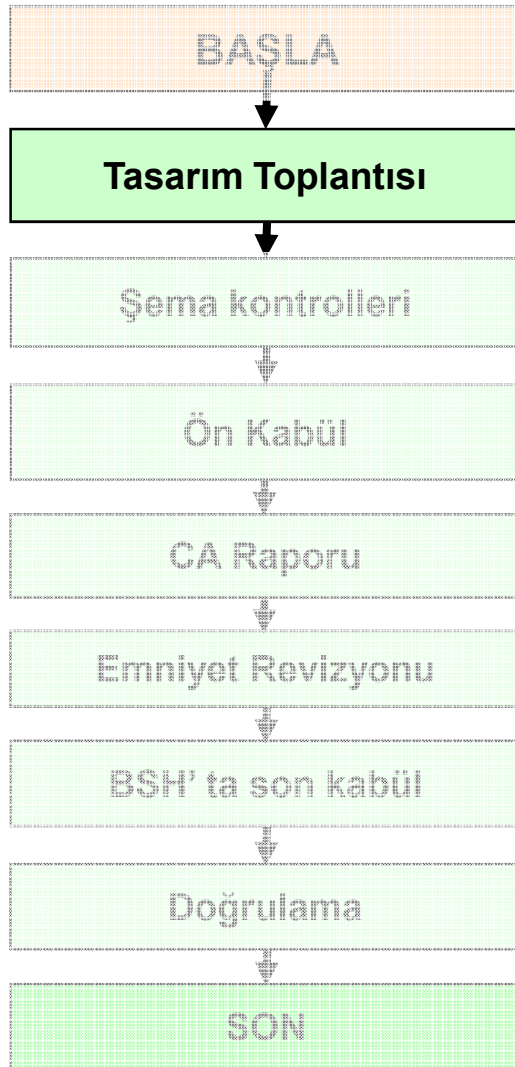 BAŞLA
Tasarım Toplantısı
Şema kontrolleri
Ön Kabül
CA Raporu
Emniyet Revizyonu
BSH' ta son kabül
Doğrulama
SON